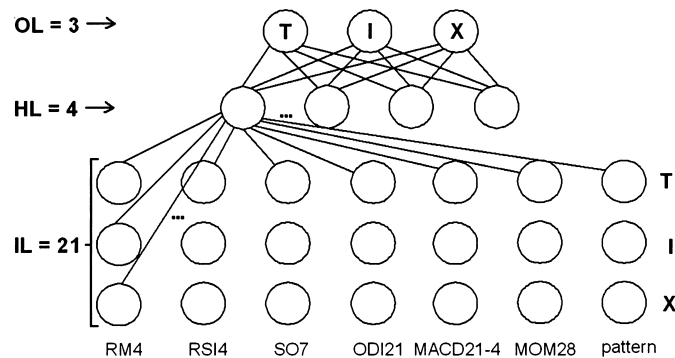 OL = 3 → T I X
HL = 4 → ...
T
...
IL = 21 I
X
RM4 RSI4 SO7 ODI21 MACD21-4 MOM28 pattern